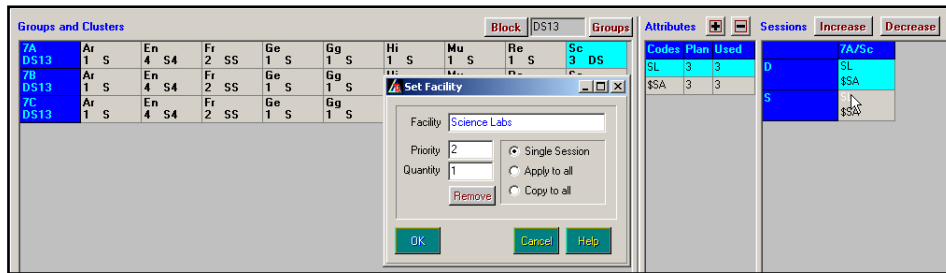 Groups and Clusters Block DS13 Groups Attributes Sessions Increase Decrease
7A Ar En Fr Ge Gg Hi Mu Re Sc Codes Plan Used 7A/Sc
DS13 1 S 4 S4 2 SS 1 S 1 S 1 S 1 S 1 S 3 DS SL 3 3 D SL
7B Ar En Fr Ge Gg Hi Mu Re Sc $SA 3 3 $SA
DS13 1 S 4 S4 2 SS 1 S 1 S
7C Ar En Fr Ge Gg S
DS13 1 S 4 S4 2 SS 1 S 1 S $SA
Set Facility
Facility Science Labs
Priority 2 Single Session
Quantity 1 Apply to all
Remove Copy to all
OK Cancel Help